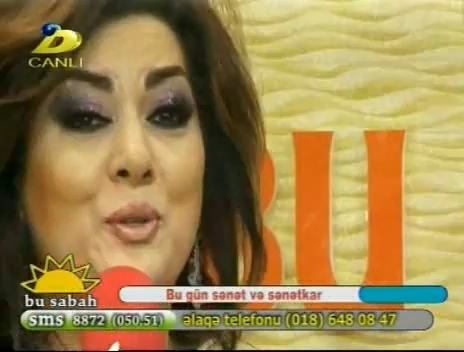 D
CANLI
BU
bu sabah
Bu gün sənət və sənətkar
sms 8872 (050.51) əlaqə telefonu (018) 648 08 47